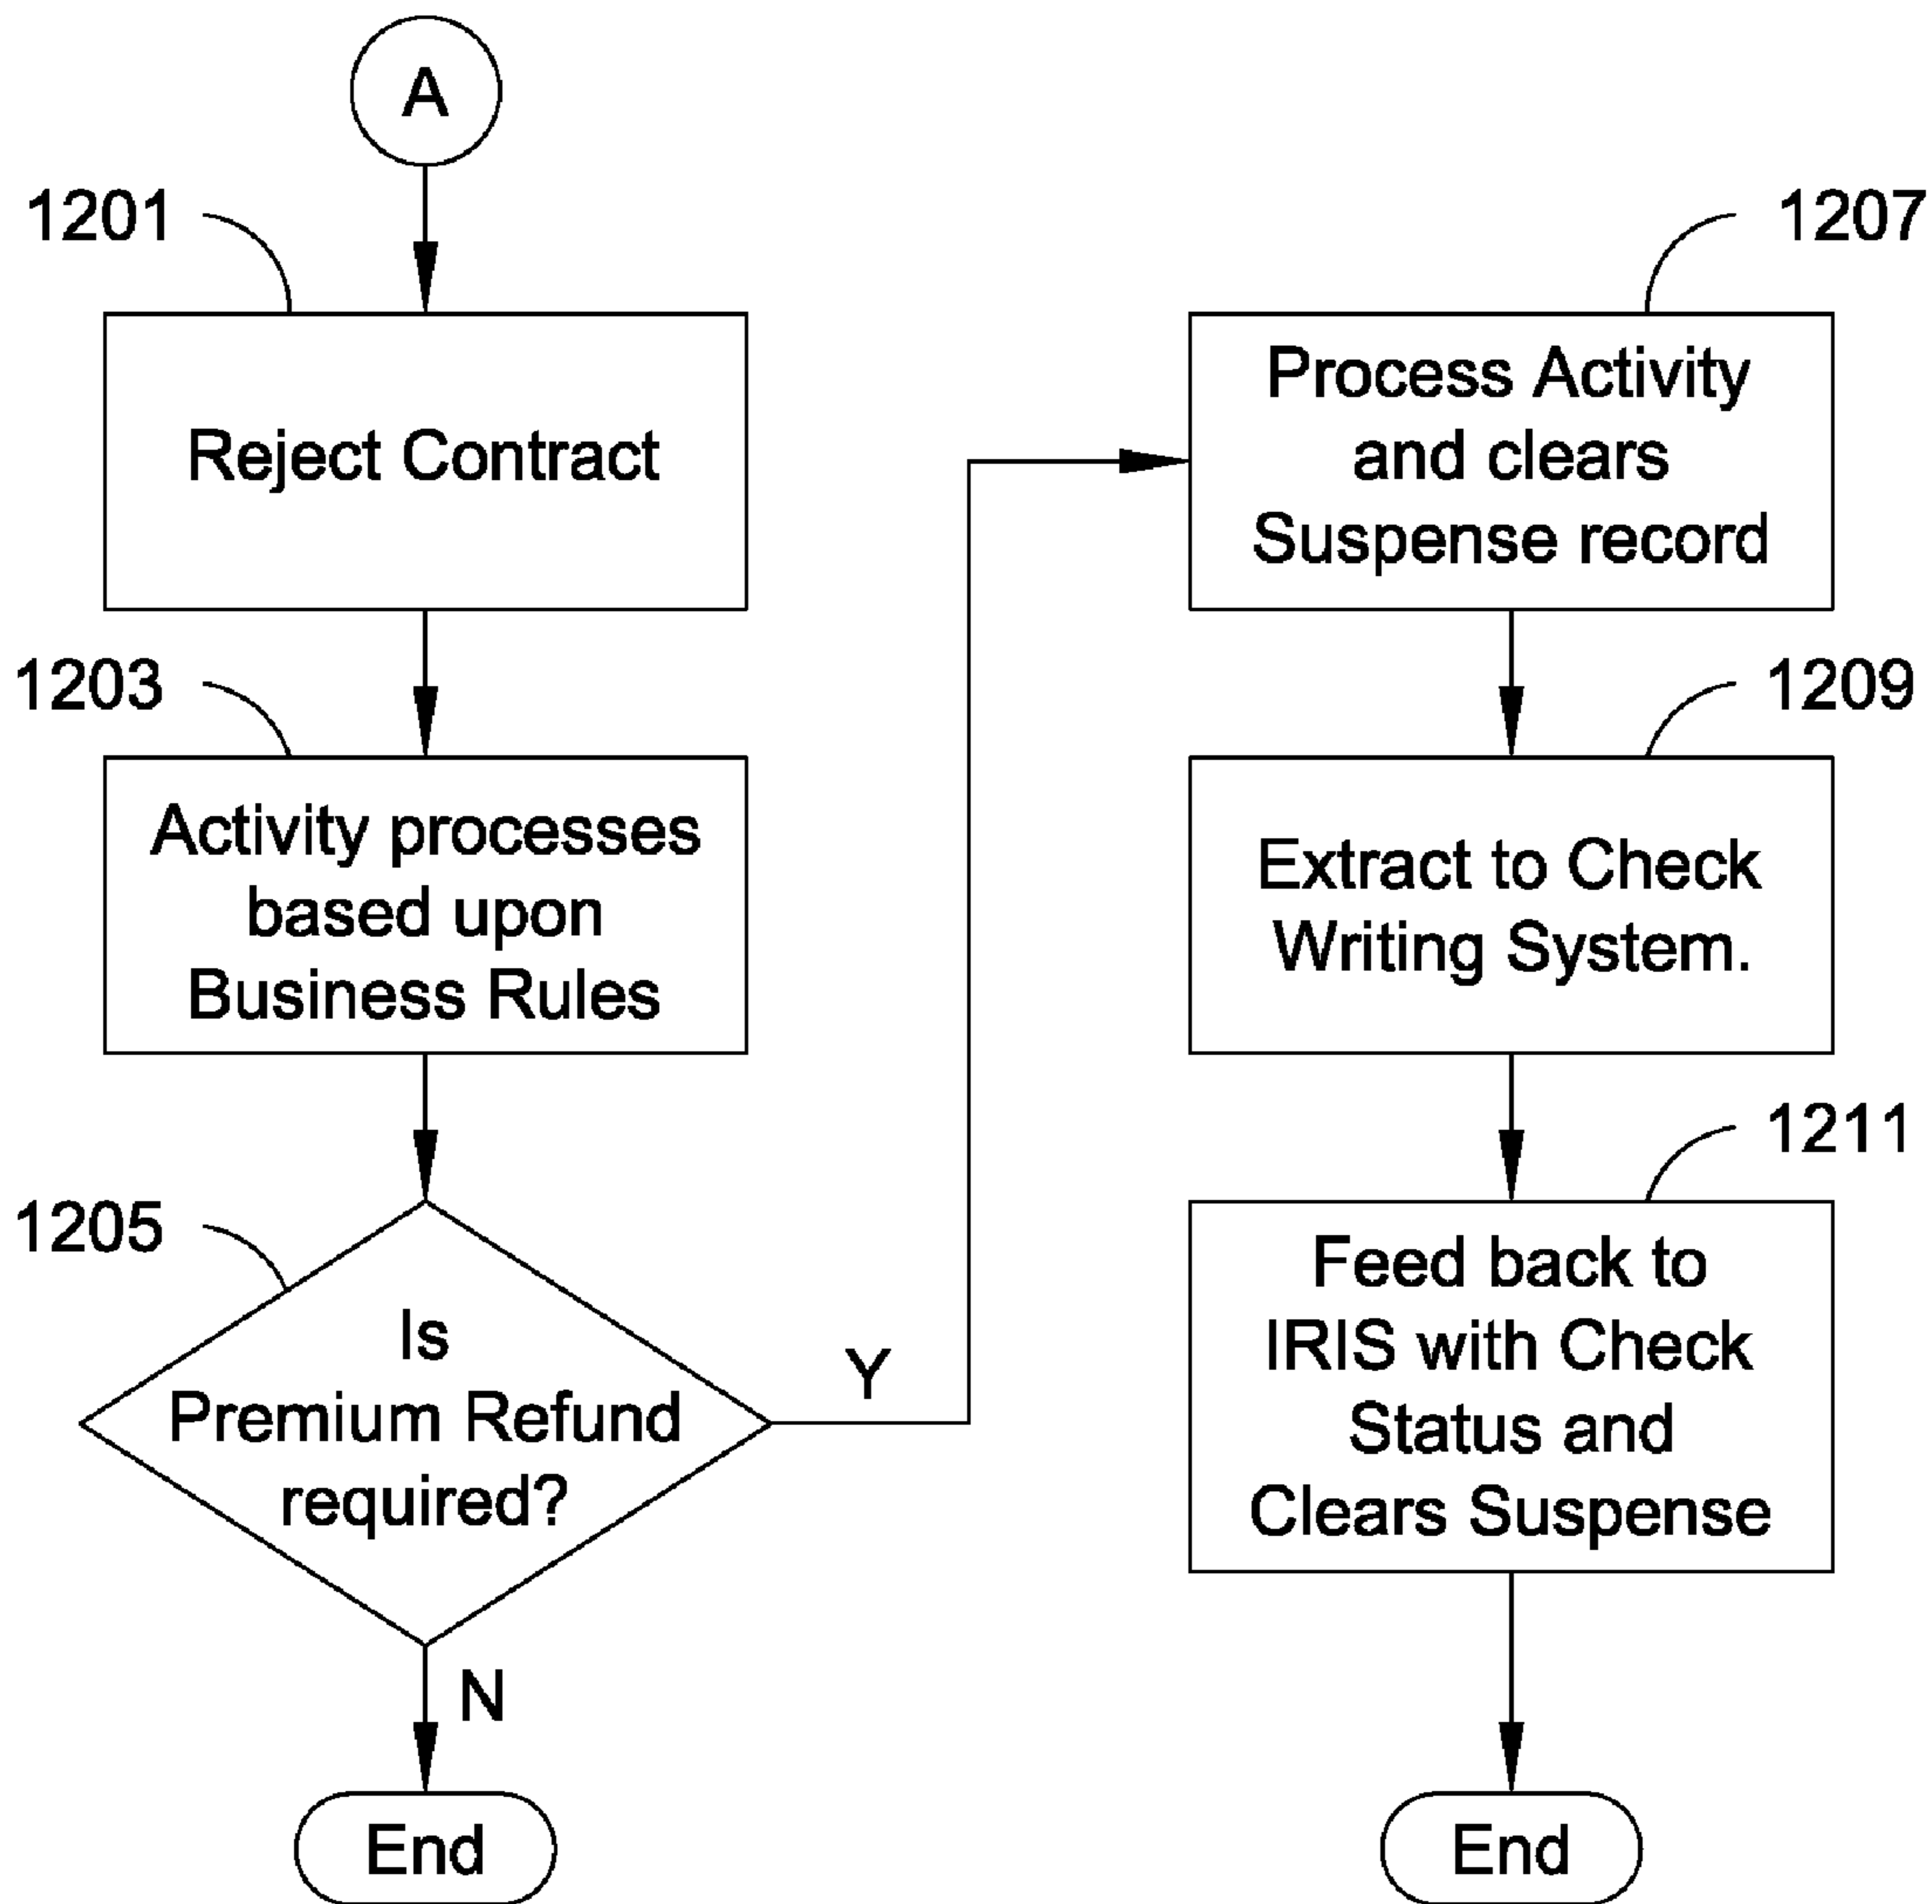 A
1201
Reject Contract
1203
Activity processes
based upon
Business Rules
1205
Is
Premium Refund
required?
Y
N
End
1207
Process Activity
and clears
Suspense record
1209
Extract to Check
Writing System.
1211
Feed back to
IRIS with Check
Status and
Clears Suspense
End